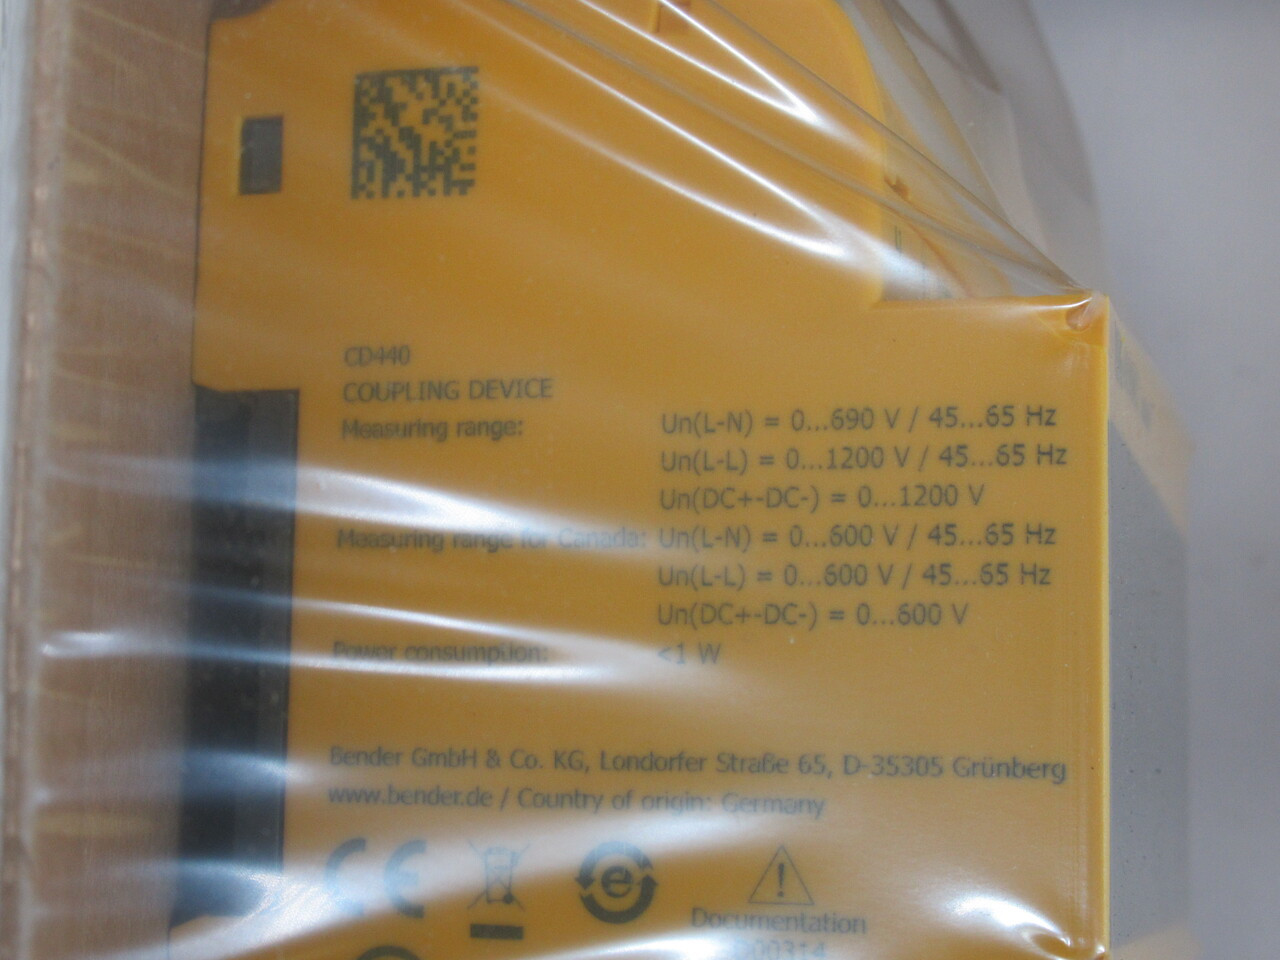 CD440
COUPLING DEVICE
Measuring range: Un(L-N) = 0...690 V / 45...65 Hz
Un(L-L) = 0...1200 V / 45...65 Hz
Un(DC+-DC-) = 0...1200 V
Measuring range for Canada: Un(L-N) = 0...600 V / 45...65 Hz
Un(L-L) = 0...600 V / 45...65 Hz
Un(DC+-DC-) = 0...600 V
Power consumption: <1 W
Bender GmbH & Co. KG, Londorfer Straße 65, D-35305 Grünberg
www.bender.de / Country of origin: Germany
CE
e
Documentation